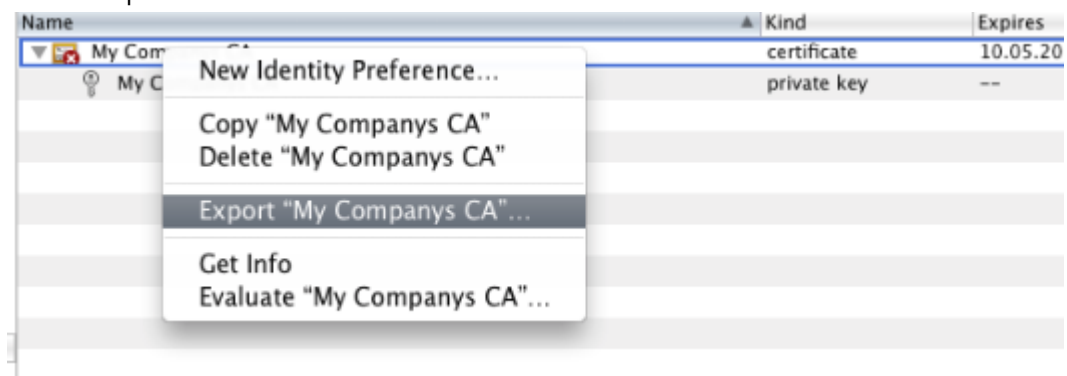 Name Kind Expires
My Com CA certificate 10.05.20
New Identity Preference...
My C private key --
Copy “My Companys CA”
Delete “My Companys CA”
Export “My Companys CA”...
Get Info
Evaluate “My Companys CA”...